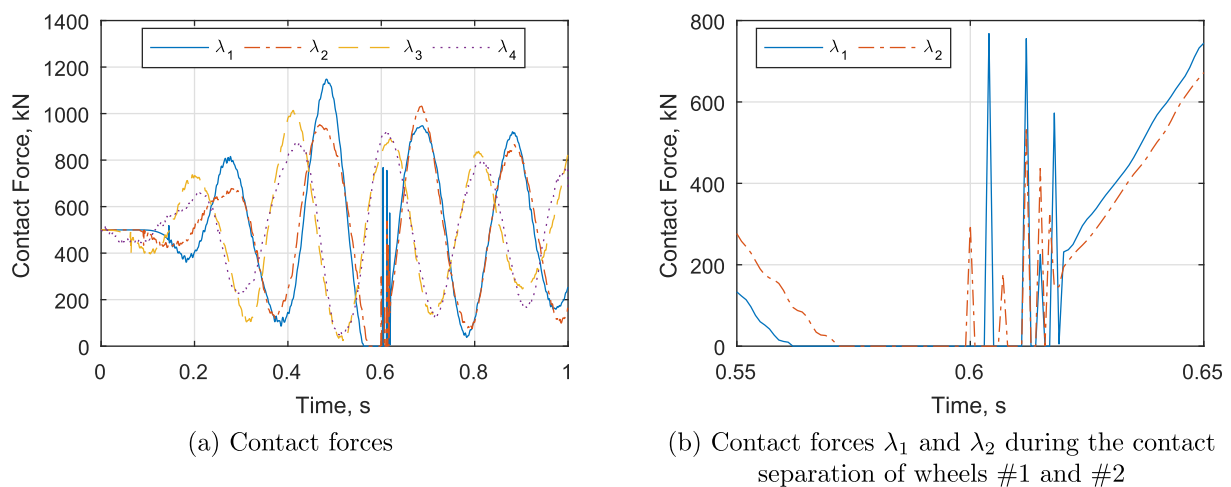 1400
1200
1000
800
600
400
200
0
Contact Force, kN
λ1 λ2 λ3 λ4
0 0.2 0.4 0.6 0.8 1
Time, s
(a) Contact forces
800
600
400
200
0
Contact Force, kN
λ1 λ2
0.55 0.6 0.65
Time, s
(b) Contact forces λ1 and λ2 during the contact
separation of wheels #1 and #2